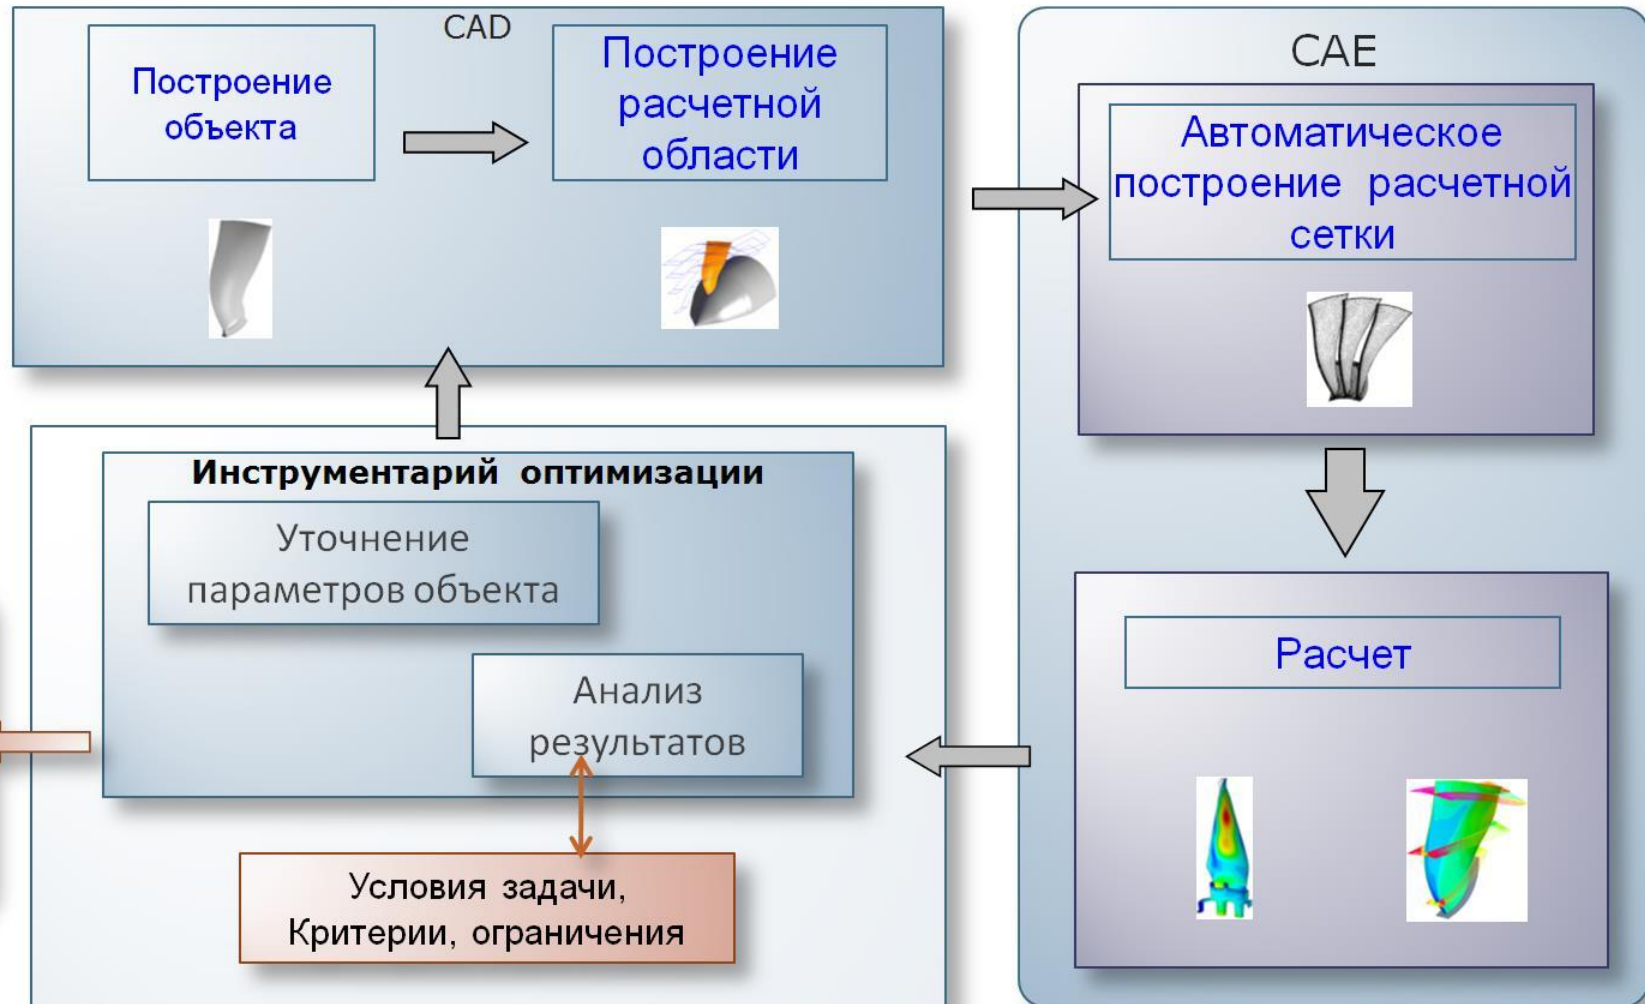 CAD
Построение
объекта
Построение
расчетной
области
CAE
Автоматическое
построение расчетной
сетки
Расчет
Инструментарий оптимизации
Уточнение
параметров объекта
Анализ
результатов
Условия задачи,
Критерии, ограничения